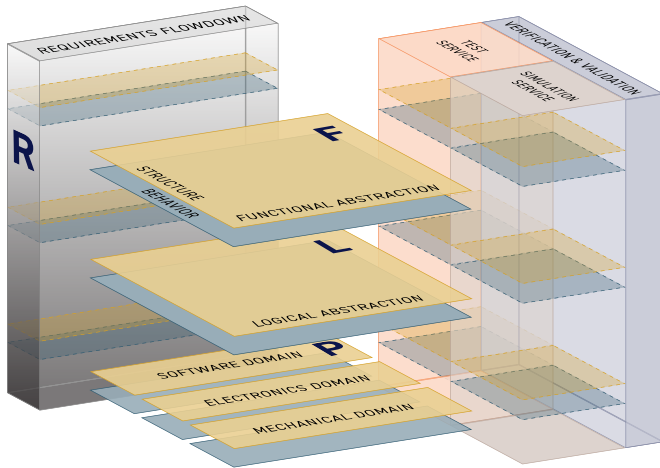 REQUIREMENTS FLOWDOWN
R
TEST
SERVICE
VERIFICATION & VALIDATION
SIMULATION
SERVICE
F
STRUCTURE
BEHAVIOR
FUNCTIONAL ABSTRACTION
L
LOGICAL ABSTRACTION
P
SOFTWARE DOMAIN
ELECTRONICS DOMAIN
MECHANICAL DOMAIN